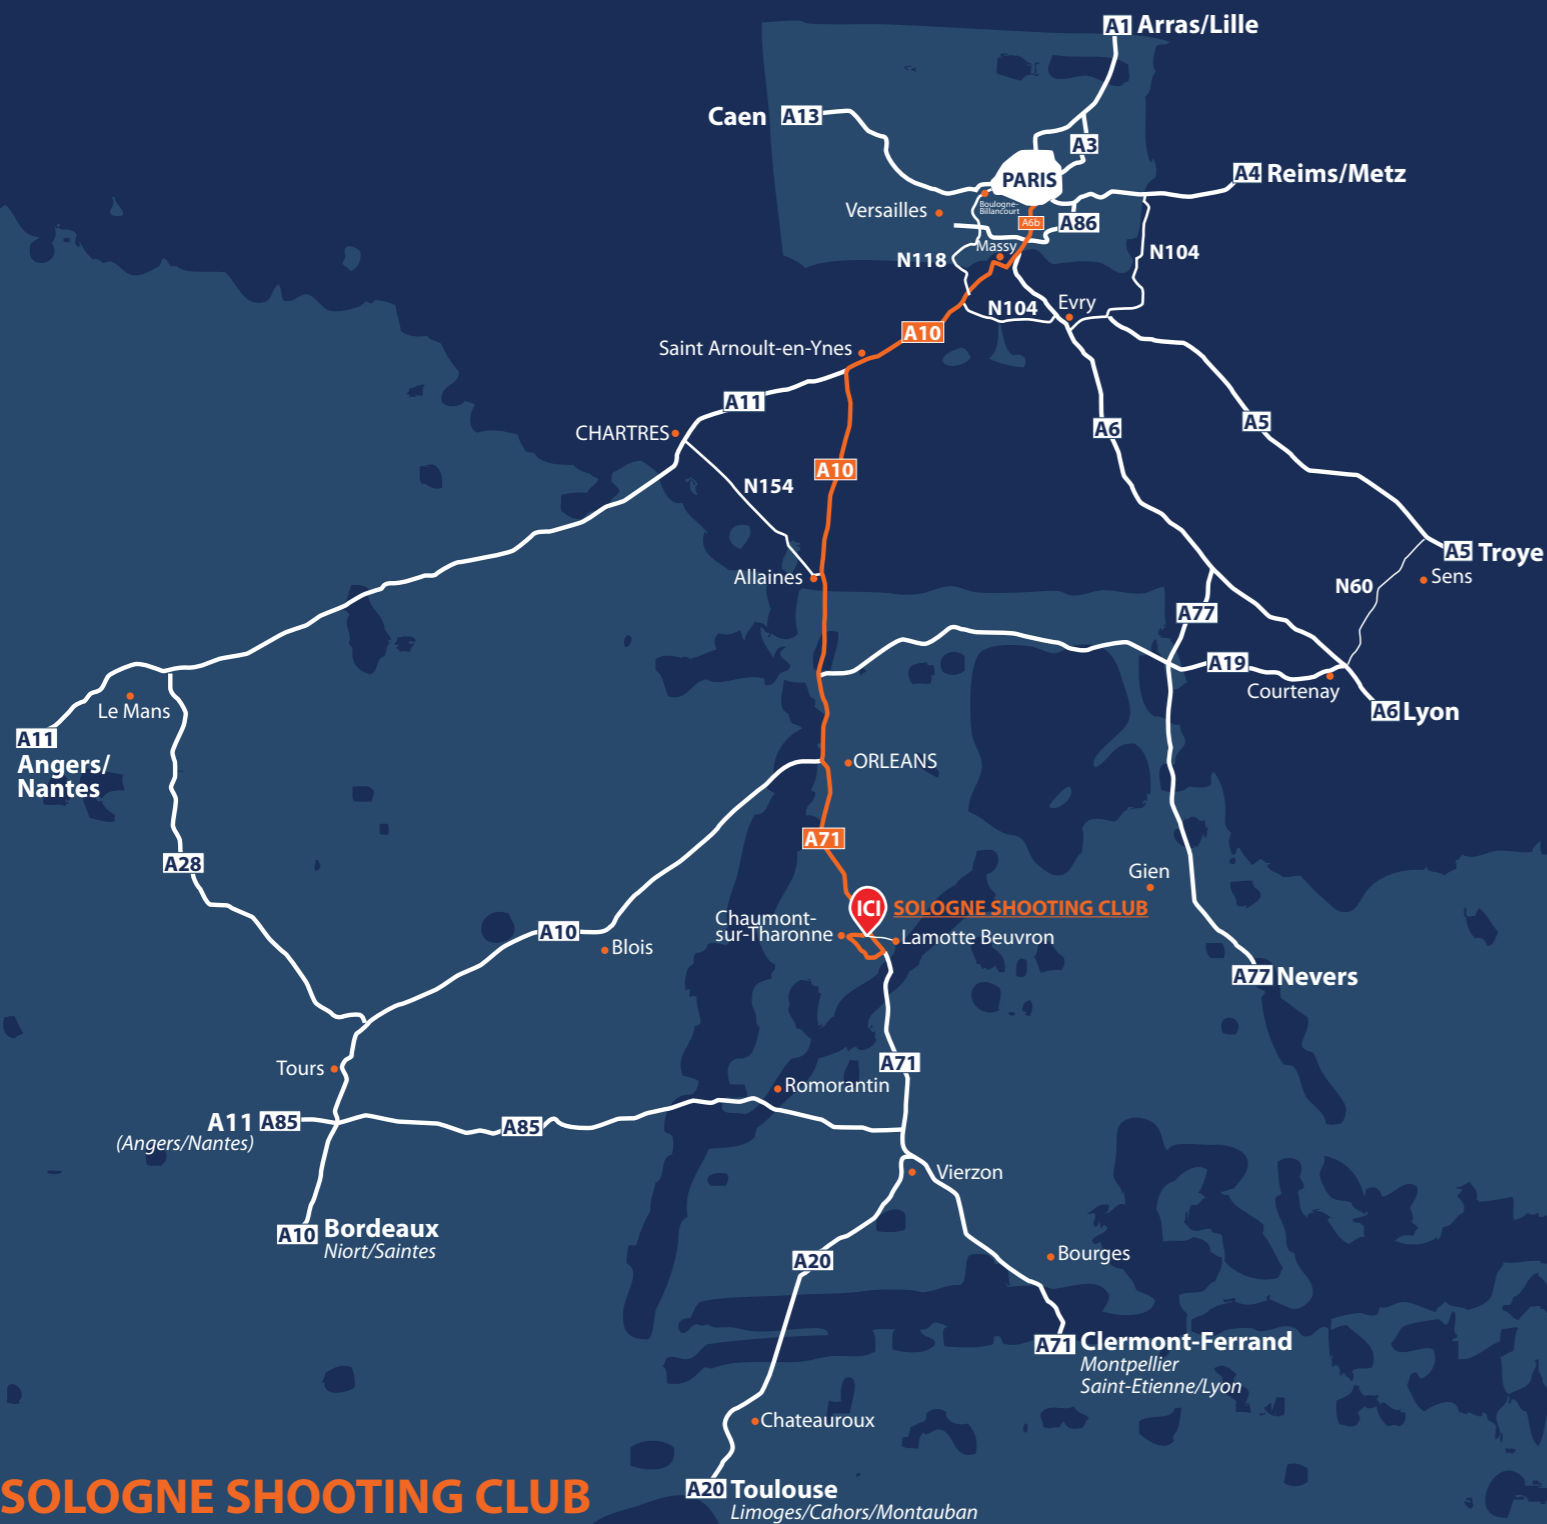 A1 Arras/Lille
Caen A13
A3
PARIS
A4 Reims/Metz
Versailles
Boulogne-
Billancourt
A6b
A86
Massy
N118
N104
N104
Evry
A10
Saint Arnoult-en-Ynes
A11
CHARTRES
A6
A5
A10
N154
A5 Troye
Allaines
Sens
N60
A77
A19
Courtenay
Le Mans
A6 Lyon
A11
Angers/
Nantes
ORLEANS
A71
A28
Gien
ICI
SOLOGNE SHOOTING CLUB
Chaumont-
sur-Tharonne
Lamotte Beuvron
A10
Blois
A77 Nevers
A71
Tours
Romorantin
A11 A85
(Angers/Nantes)
A85
Vierzon
A10 Bordeaux
Niort/Saintes
A20
Bourges
A71 Clermont-Ferrand
Montpellier
Saint-Etienne/Lyon
Chateauroux
SOLOGNE SHOOTING CLUB
A20 Toulouse
Limoges/Cahors/Montauban